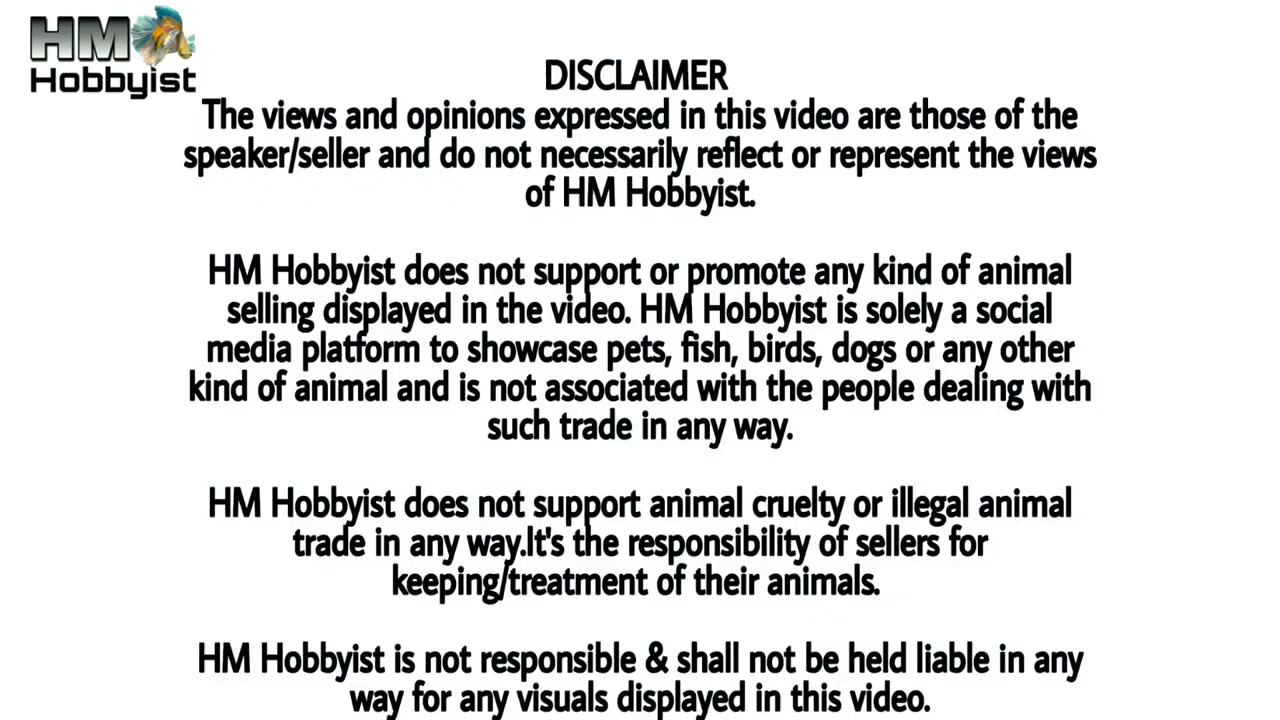 HM
Hobbyist
DISCLAIMER
The views and opinions expressed in this video are those of the
speaker/seller and do not necessarily reflect or represent the views
of HM Hobbyist.
HM Hobbyist does not support or promote any kind of animal
selling displayed in the video. HM Hobbyist is solely a social
media platform to showcase pets, fish, birds, dogs or any other
kind of animal and is not associated with the people dealing with
such trade in any way.
HM Hobbyist does not support animal cruelty or illegal animal
trade in any way.It's the responsibility of sellers for
keeping/treatment of their animals.
HM Hobbyist is not responsible & shall not be held liable in any
way for any visuals displayed in this video.